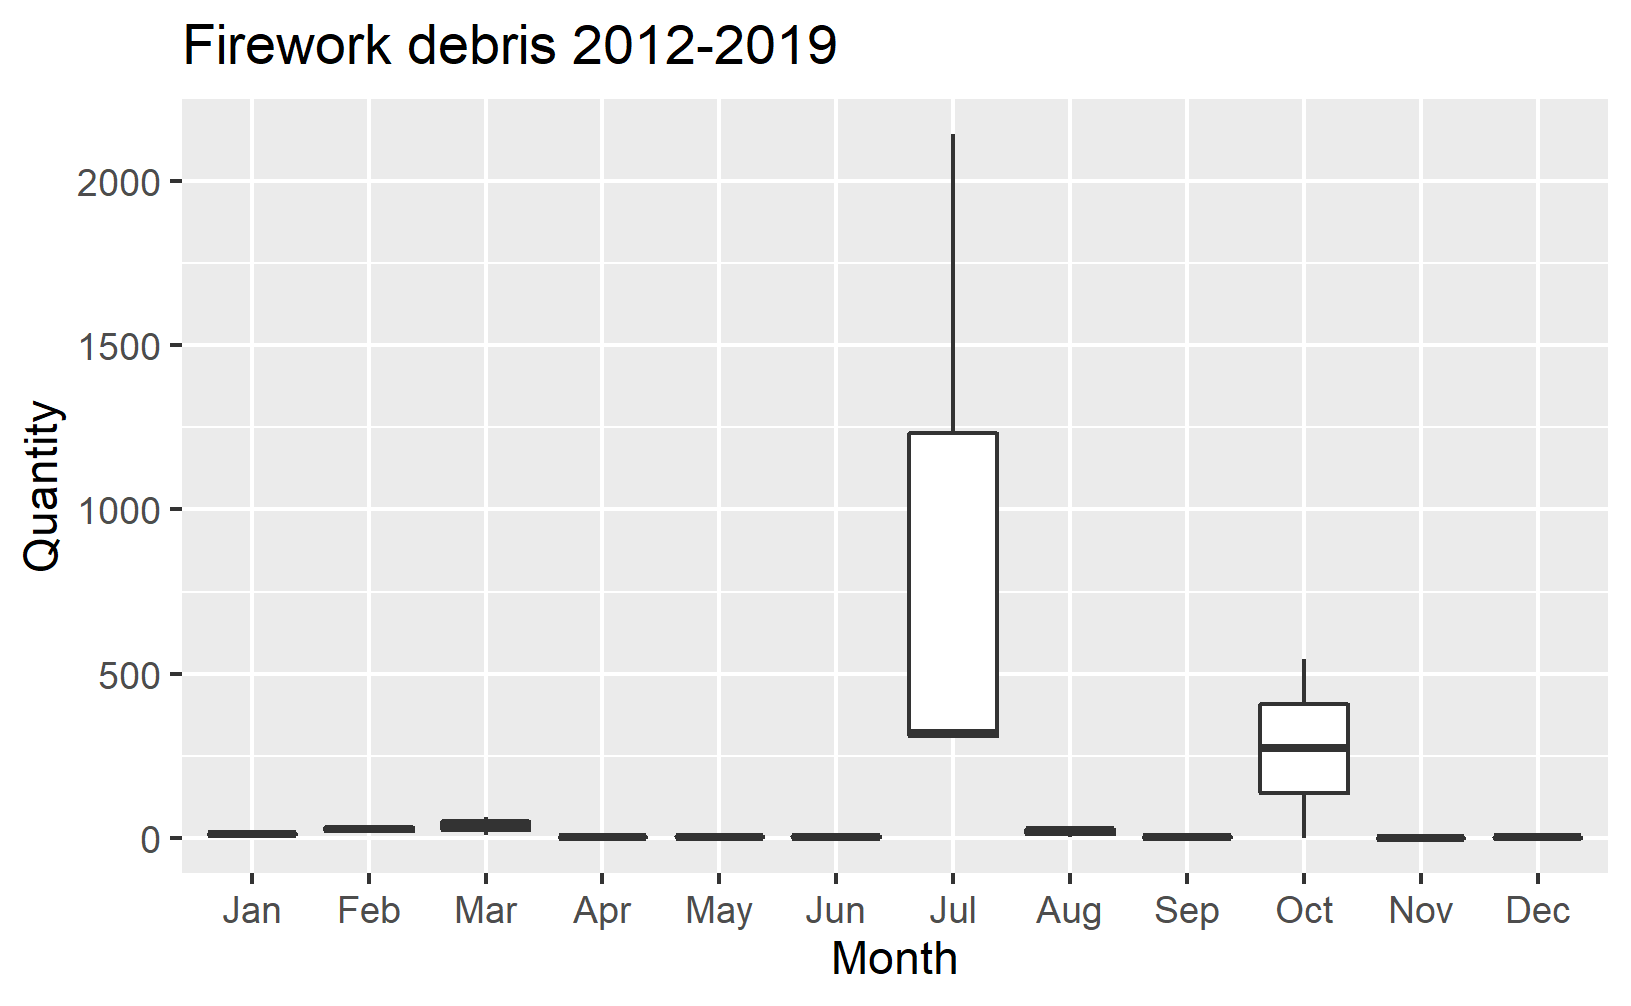 Firework debris 2012-2019
Quantity
2000
1500
1000
500
0
Jan Feb Mar Apr May Jun Jul Aug Sep Oct Nov Dec
Month